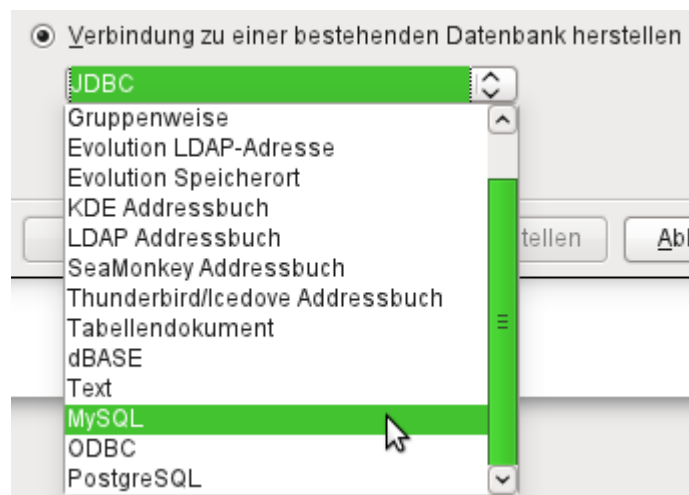 Verbindung zu einer bestehenden Datenbank herstellen
JDBC
Gruppenweise
Evolution LDAP-Adresse
Evolution Speicherort
KDE Addressbuch
LDAP Addressbuch
tellen
Ab
SeaMonkey Addressbuch
Thunderbird/Icedove Addressbuch
Tabellendokument
dBASE
Text
MySQL
ODBC
PostgreSQL